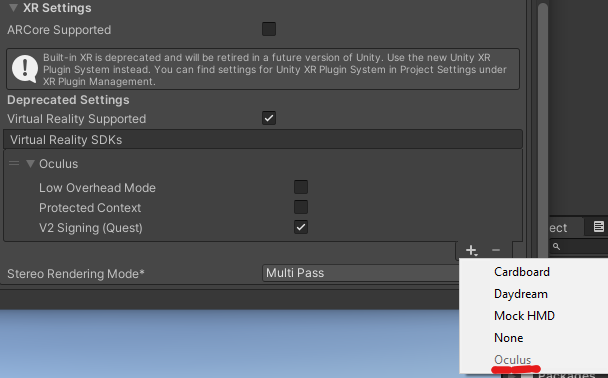 XR Settings
ARCore Supported
Built-in XR is deprecated and will be retired in a future version of Unity. Use the new Unity XR
Plugin System instead. You can find settings for Unity XR Plugin System in Project Settings under
XR Plugin Management.
Deprecated Settings
Virtual Reality Supported
Virtual Reality SDKs
Oculus
Low Overhead Mode
Protected Context
V2 Signing (Quest)
Stereo Rendering Mode*
Multi Pass
ect
Cardboard
Daydream
Mock HMD
None
Oculus
Packages